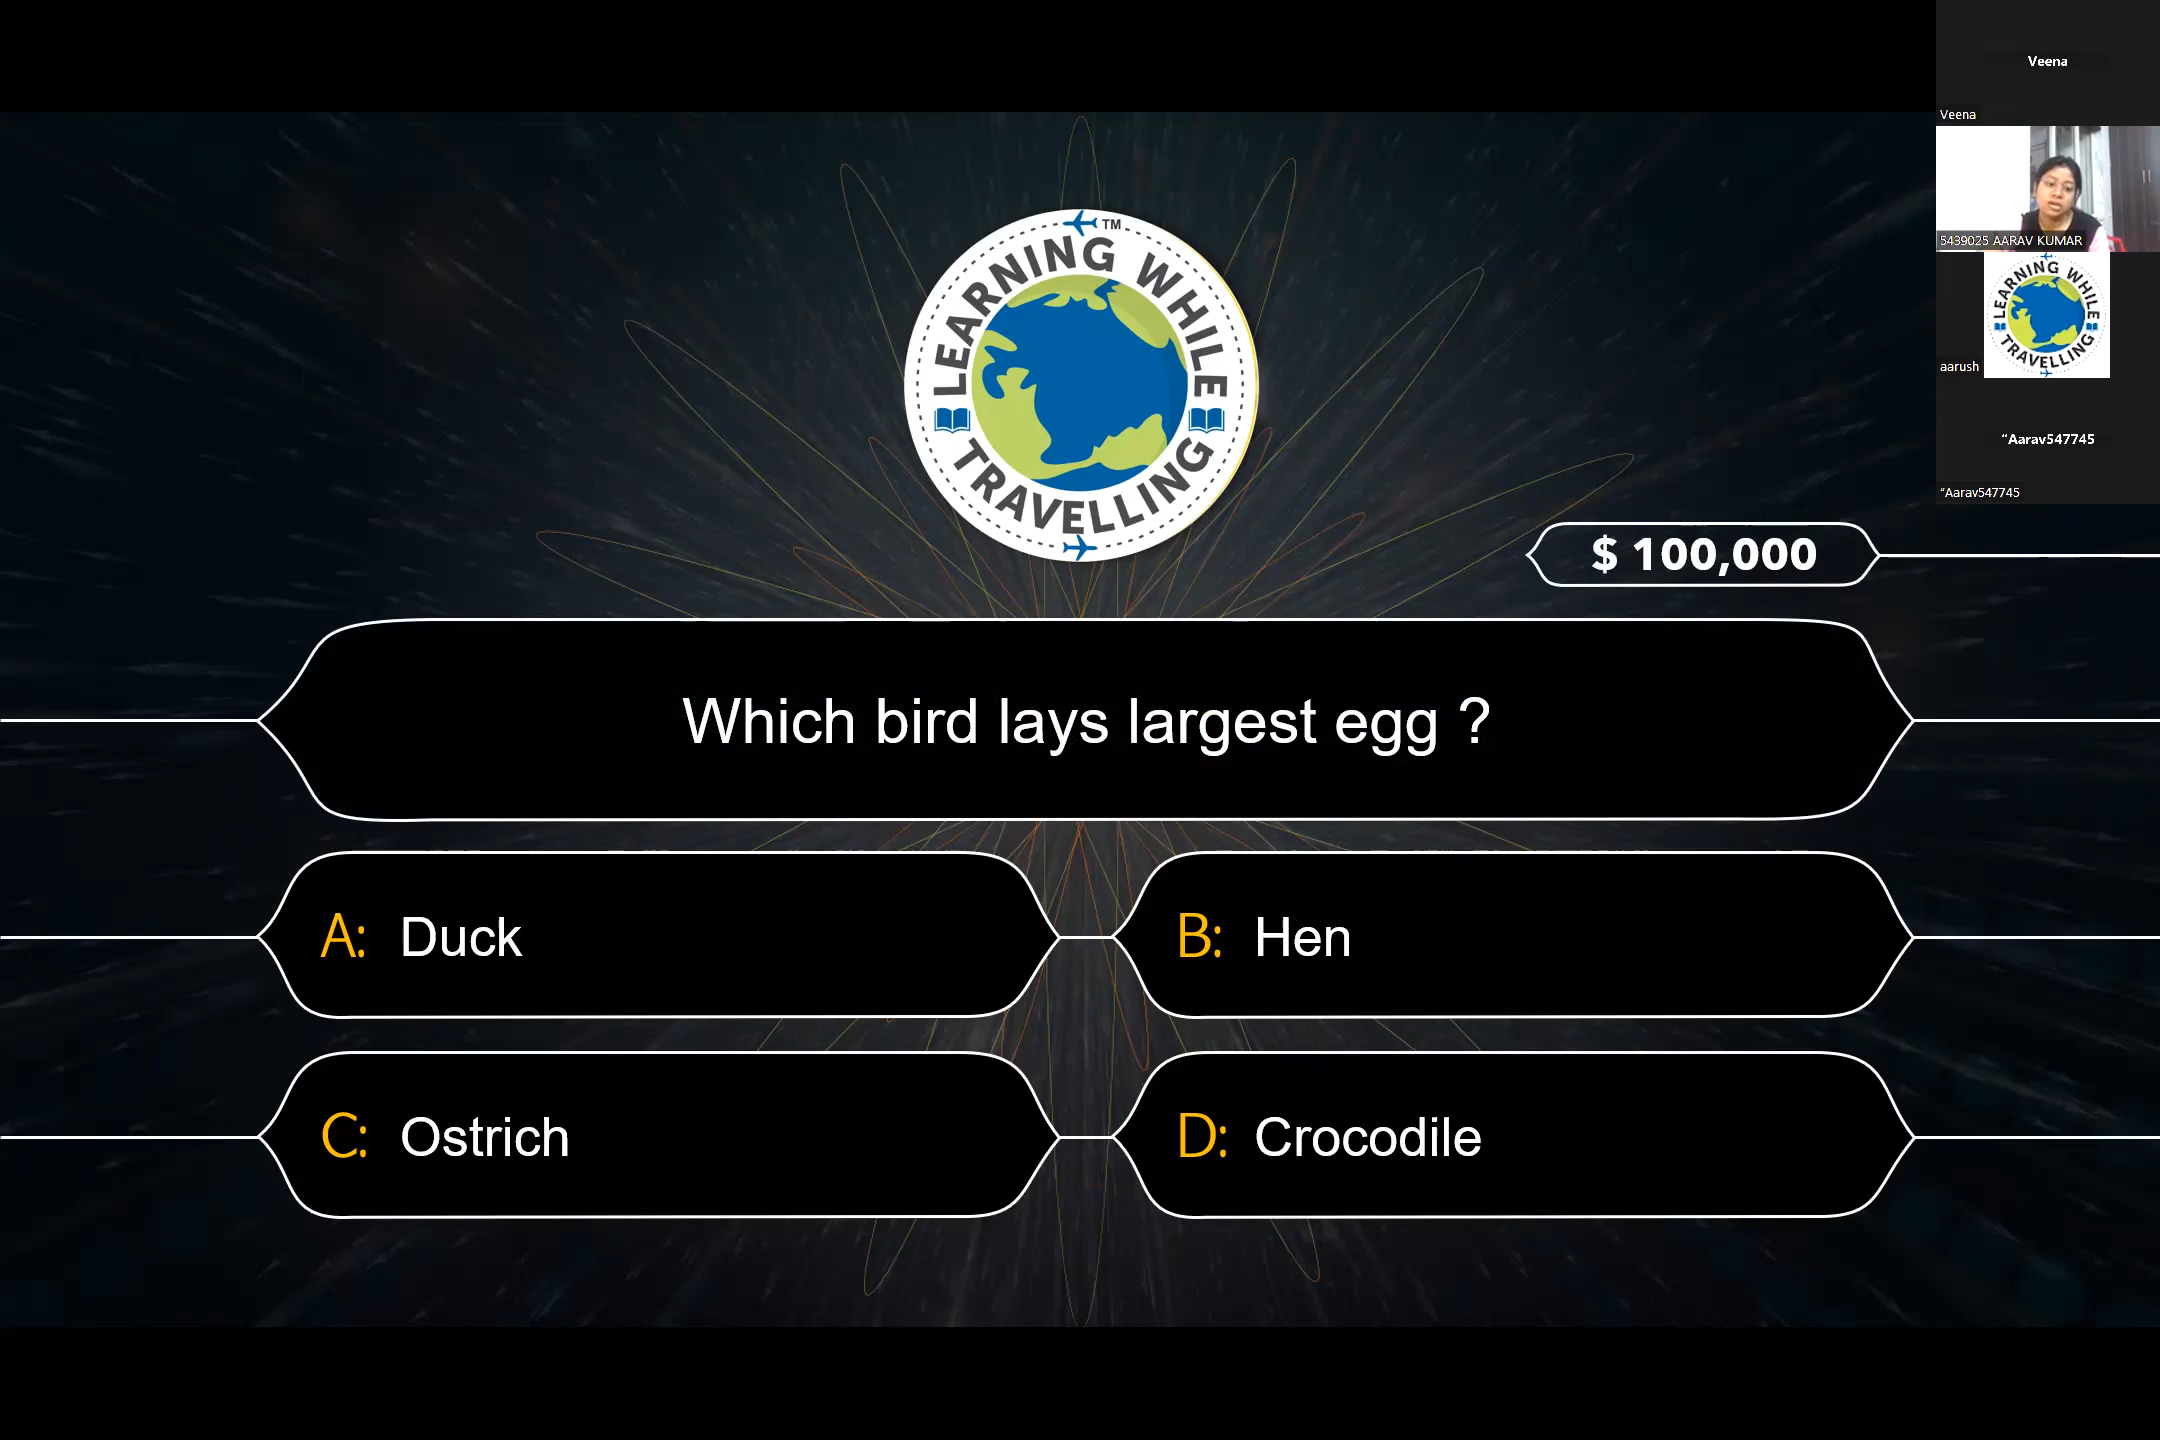 LEARNING WHILE
TRAVELLING
TM
$ 100,000
Which bird lays largest egg ?
A: Duck
B: Hen
C: Ostrich
D: Crocodile
Veena
Veena
5439025 AARAV KUMAR
LEARNING WHILE
TRAVELLING
aarush
“Aarav547745
“Aarav547745